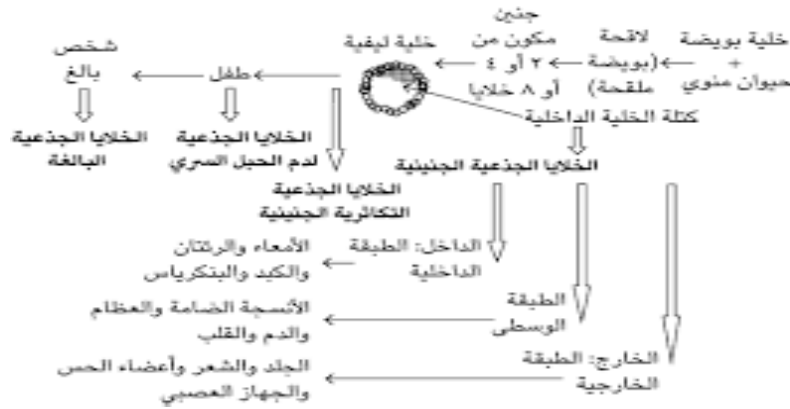 خلية بويضة
+
حيوان منوي
لاقحة
(بويضة
ملقحة)
جنين
مكون من
٢ أو ٤
أو ٨ خلايا
خلية ليفية
طفل
شخص
بالغ
كتلة الخلية الداخلية
الخلايا الجذعية الجنينية
الخلايا الجذعية
التكاثرية الجنينية
الخلايا الجذعية
لدم الحبل السري
الخلايا الجذعية
البالغة
الداخل: الطبقة
الداخلية
الأمعاء والرئتان
والكبد والبنكرياس
الطبقة
الوسطى
الأنسجة الضامة والعظام
والدم والقلب
الخارج: الطبقة
الخارجية
الجلد والشعر وأعضاء الحس
والجهاز العصبي